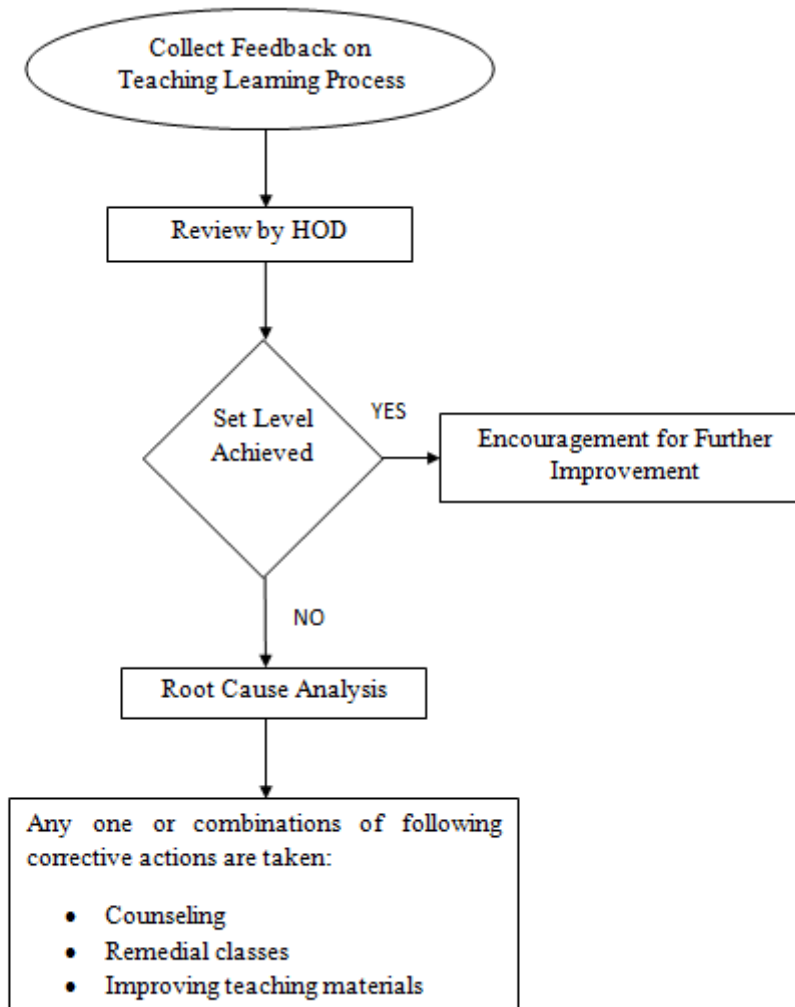 Collect Feedback on
Teaching Learning Process
Review by HOD
Set Level
Achieved
YES
Encouragement for Further
Improvement
NO
Root Cause Analysis
Any one or combinations of following
corrective actions are taken:
• Counseling
• Remedial classes
• Improving teaching materials